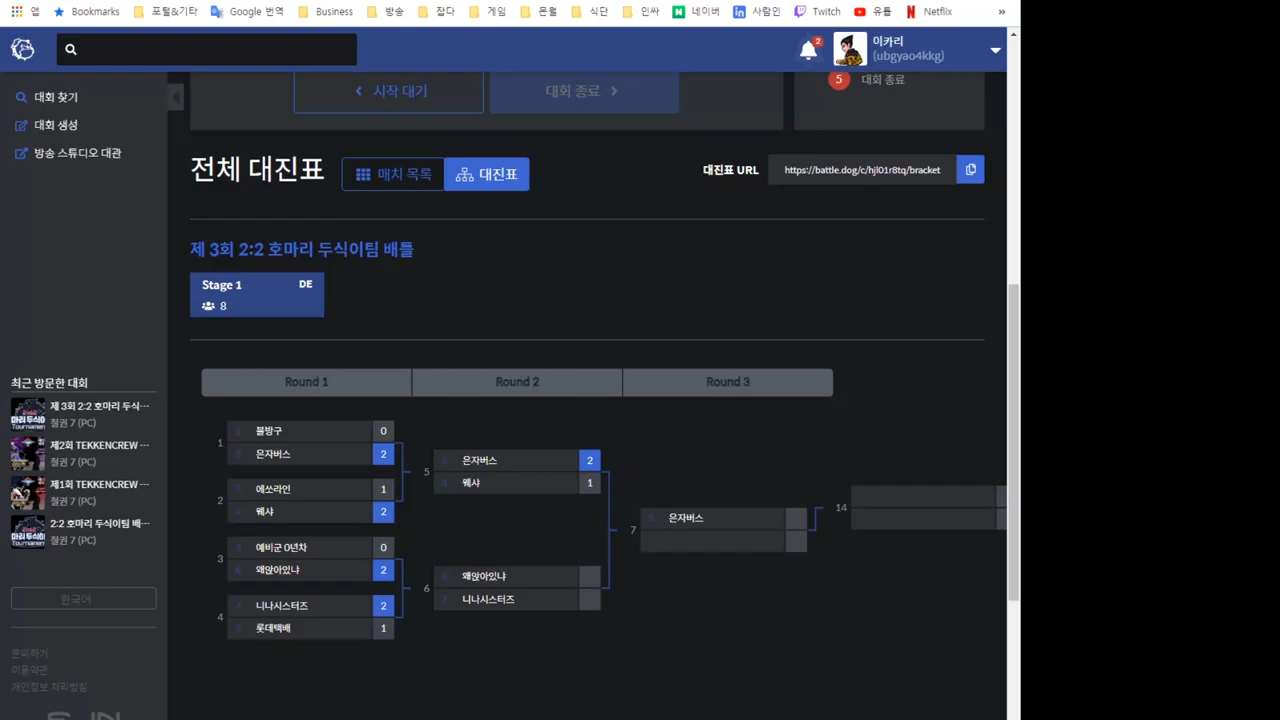 앱 Bookmarks 포털&기타 Google 번역 Business 방송 잡다 게임 몬월 식단 인싸 네이버 사람인 Twitch 유튭 Netflix »
2 이카리
(ubgyao4kkg)
대회 찾기
대회 생성
방송 스튜디오 대관
시작 대기 대회 종료
5 대회 종료
전체 대진표 매치 목록 대진표 대진표 URL https://battle.dog/c/hjl01r8tq/bracket
제 3회 2:2 호마리 두식이팀 배틀
Stage 1 DE
8
최근 방문한 대회
제 3회 2:2 호마리 두식···
철권 7 (PC)
제2회 TEKKENCREW ···
철권 7 (PC)
제1회 TEKKENCREW ···
철권 7 (PC)
2:2 호마리 두식이팀 배···
철권 7 (PC)
한국어
문의하기
이용약관
개인정보 처리방침
Round 1 Round 2 Round 3
1
불방구 0
은자버스 2
2
에쏘라인 1
웨샤 2
3
예비군 0년차 0
왜앉아있냐 2
4
니나시스터즈 2
롯데택배 1
5
은자버스 2
웨샤 1
6
왜앉아있냐
니나시스터즈
7
은자버스
14